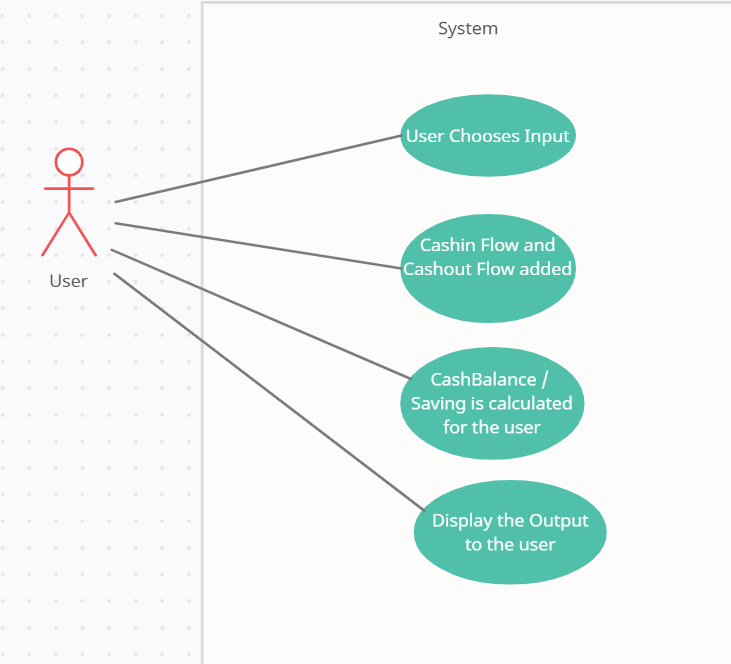 System
User Chooses Input
Cashin Flow and
Cashout Flow added
User
CashBalance /
Saving is calculated
for the user
Display the Output
to the user